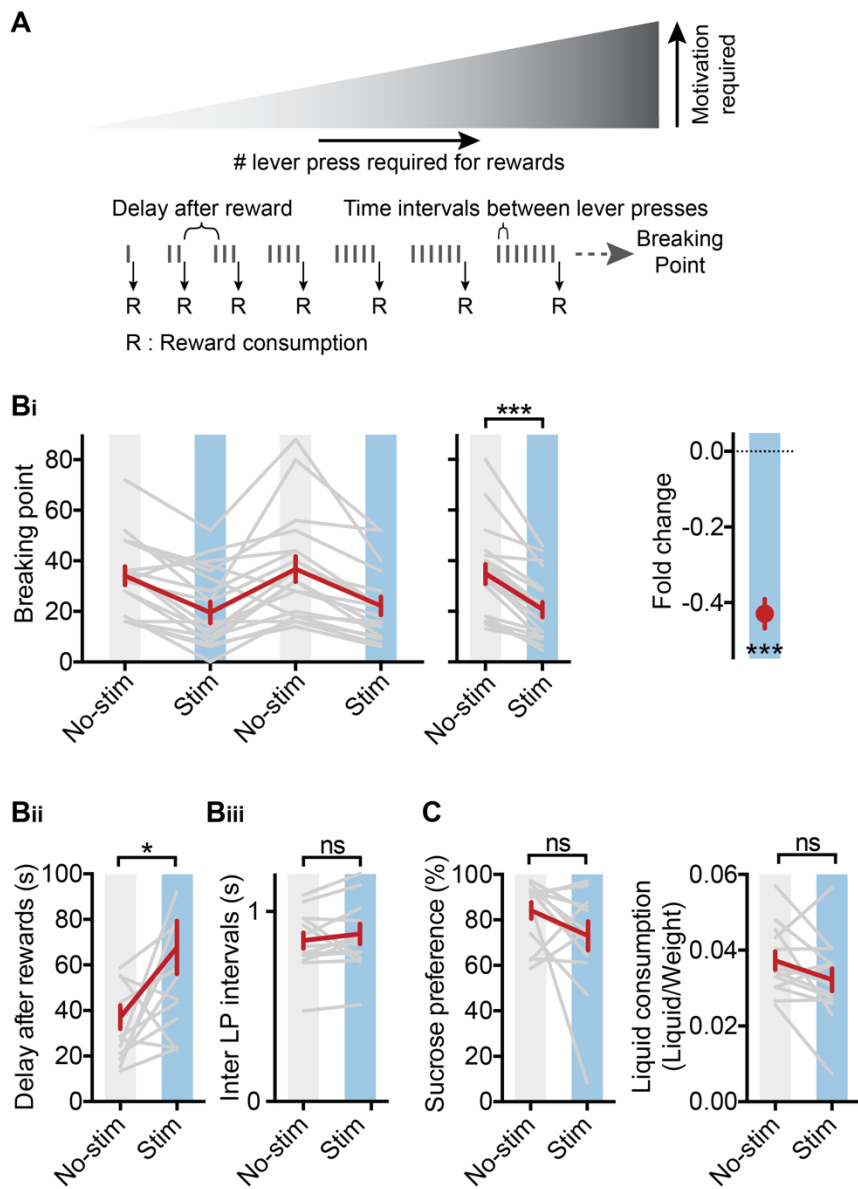 A
Motivation
required
# lever press required for rewards
Delay after reward
Time intervals between lever presses
Breaking
Point
R R R R R R R
R : Reward consumption
Bi
***
Breaking point
80
60
40
20
0
No-stim Stim No-stim Stim
No-stim Stim
Fold change
0.0
-0.2
-0.4
***
Bii
*
Delay after rewards (s)
100
80
60
40
20
0
No-stim Stim
Biii
ns
Inter LP intervals (s)
1
0
No-stim Stim
C
ns
Sucrose preference (%)
100
80
60
40
20
0
No-stim Stim
ns
Liquid consumption
(Liquid/Weight)
0.06
0.04
0.02
0.00
No-stim Stim